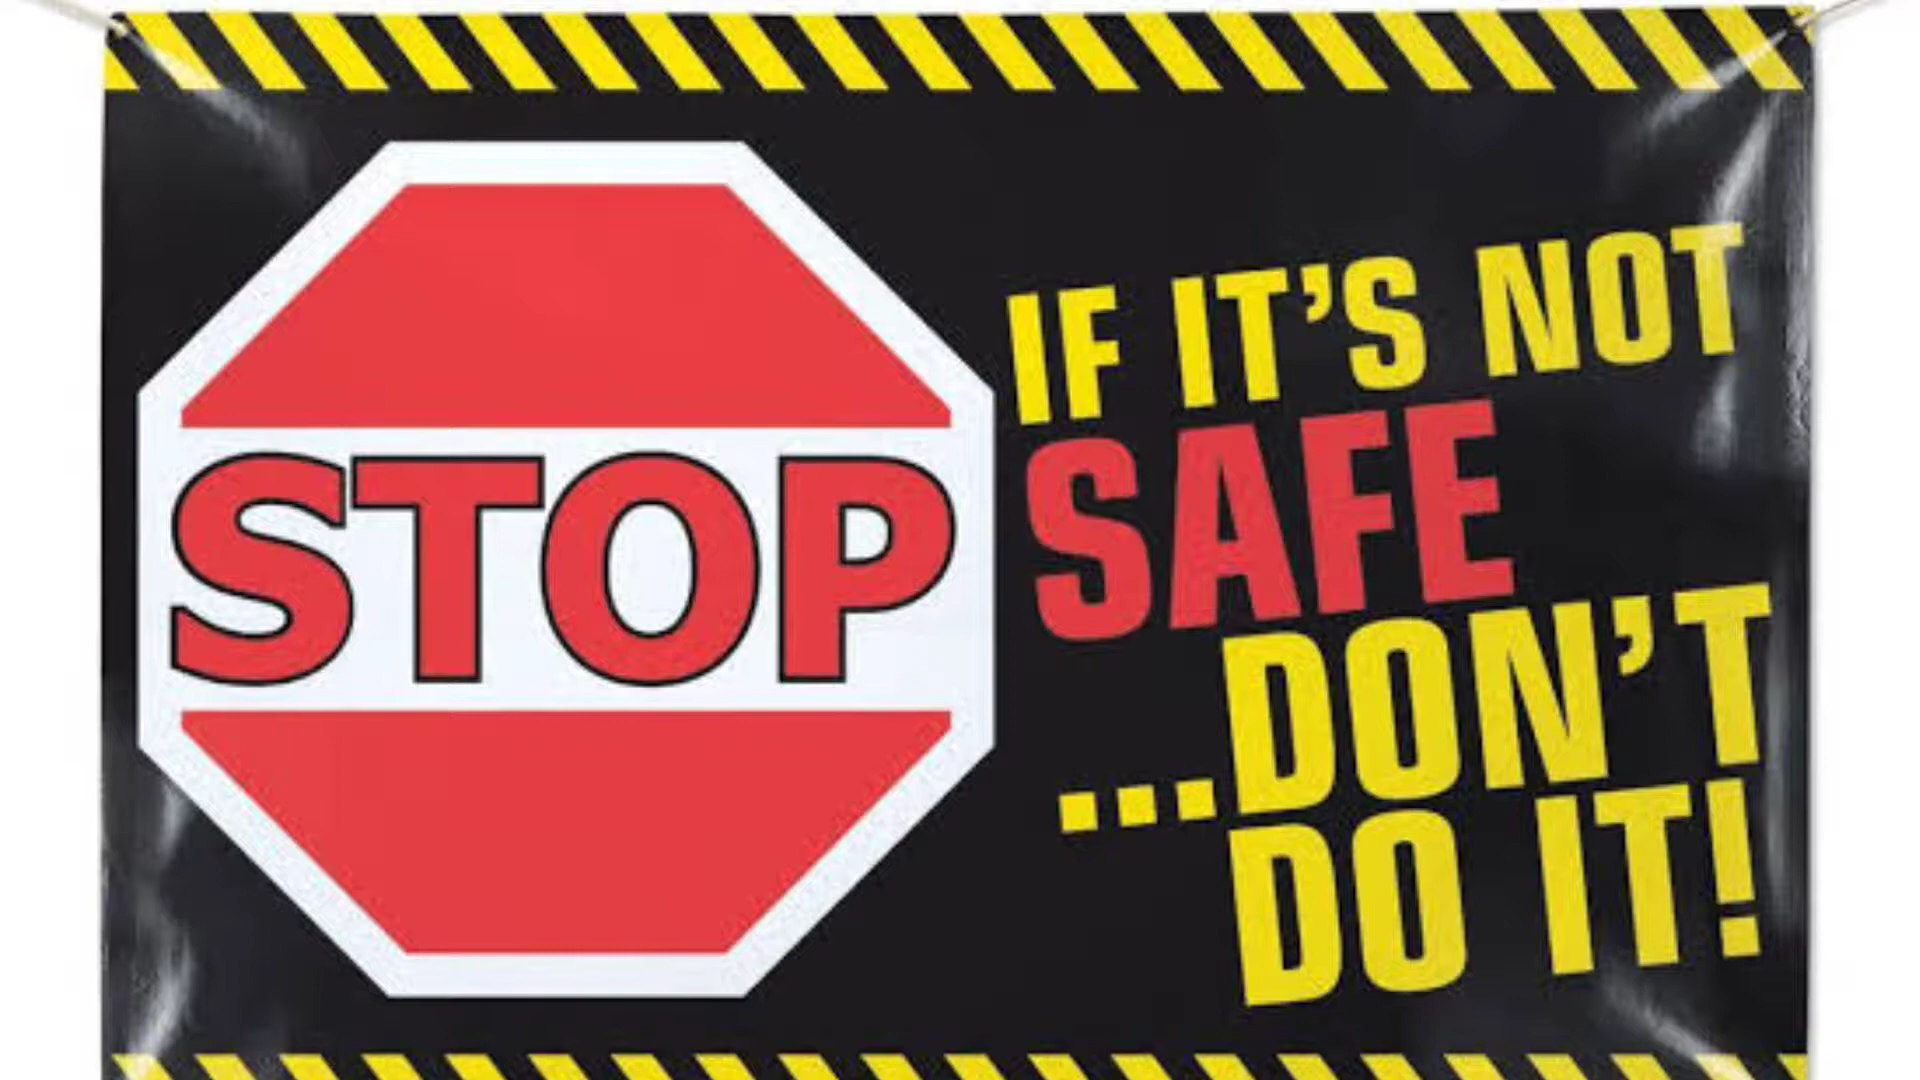 STOP
IF IT'S NOT
SAFE
...DON'T
DO IT!